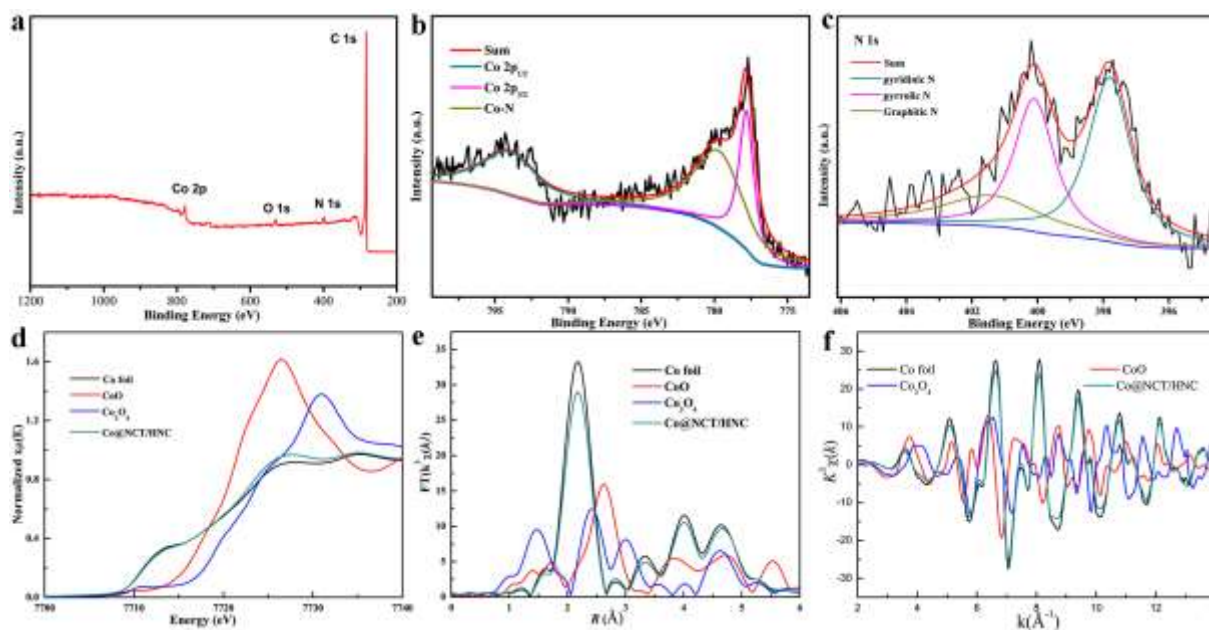 a
C 1s
Co 2p
O 1s
N 1s
Intensity (a.u.)
1200 1000 800 600 400 200
Binding Energy (eV)
b
Sum
Co 2p1/2
Co 2p3/2
Co-N
Intensity (a.u.)
795 790 785 780 775
Binding Energy (eV)
c
N 1s
Sum
pyridinic N
pyrrolic N
Graphitic N
Intensity (a.u.)
406 404 402 400 398 396
Binding Energy (eV)
d
Co foil
CoO
Co3O4
Co@NCT/HNC
Normalized xμ(E)
1.6
1.2
0.8
0.4
0.0
7700 7710 7720 7730 7740
Energy (eV)
e
Co foil
CoO
Co3O4
Co@NCT/HNC
35
30
25
20
15
10
5
0
0 1 2 3 4 5 6
R (Å)
f
Co foil
CoO
Co3O4
Co@NCT/HNC
30
20
10
0
-10
-20
-30
2 4 6 8 10 12
k(Å-1)